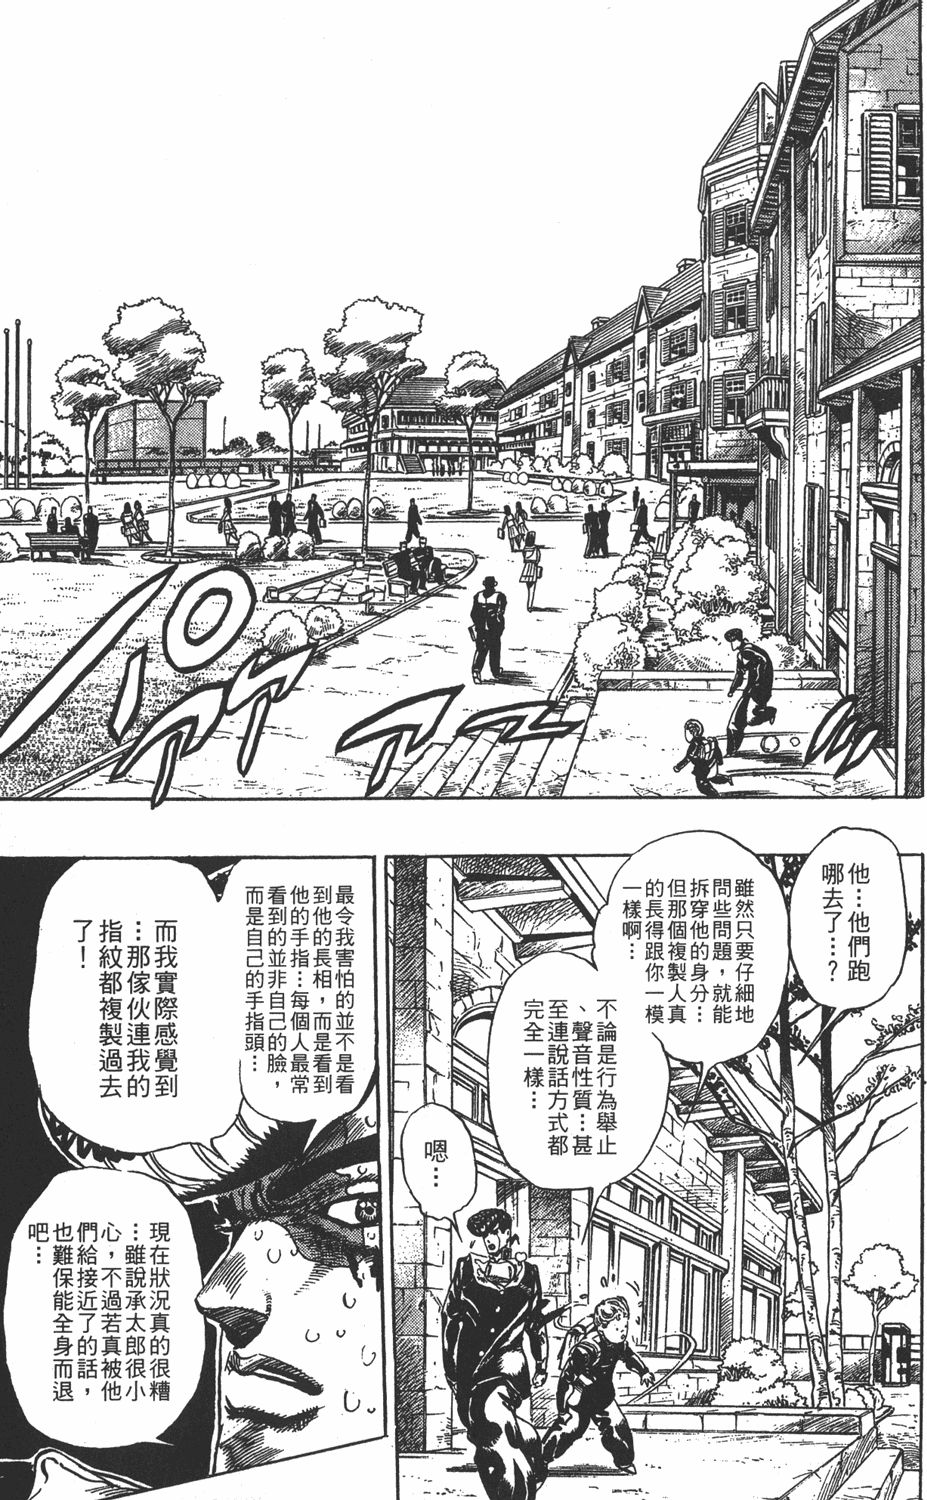 パパアアーッ
他…他們跑
哪去了…?
雖然只要仔細地
問些問題,就能
拆穿他的身分…
但那個複製人真
的長得跟你一模
一樣啊…
不論是行為舉止
、聲音性質…甚
至連說話方式都
完全一樣…
嗯…
最令我害怕的並不是看
到他的長相,而是看到
他的手指…每個人最常
看到的並非自己的臉,
而是自己的手指頭…
而我實際感覺到
…那傢伙連我的
指紋都複製過去
了!
現在狀況真的很糟
…雖說承太郎很小
心,不過若真被他
們給接近了的話,
也難保能全身而退
吧…